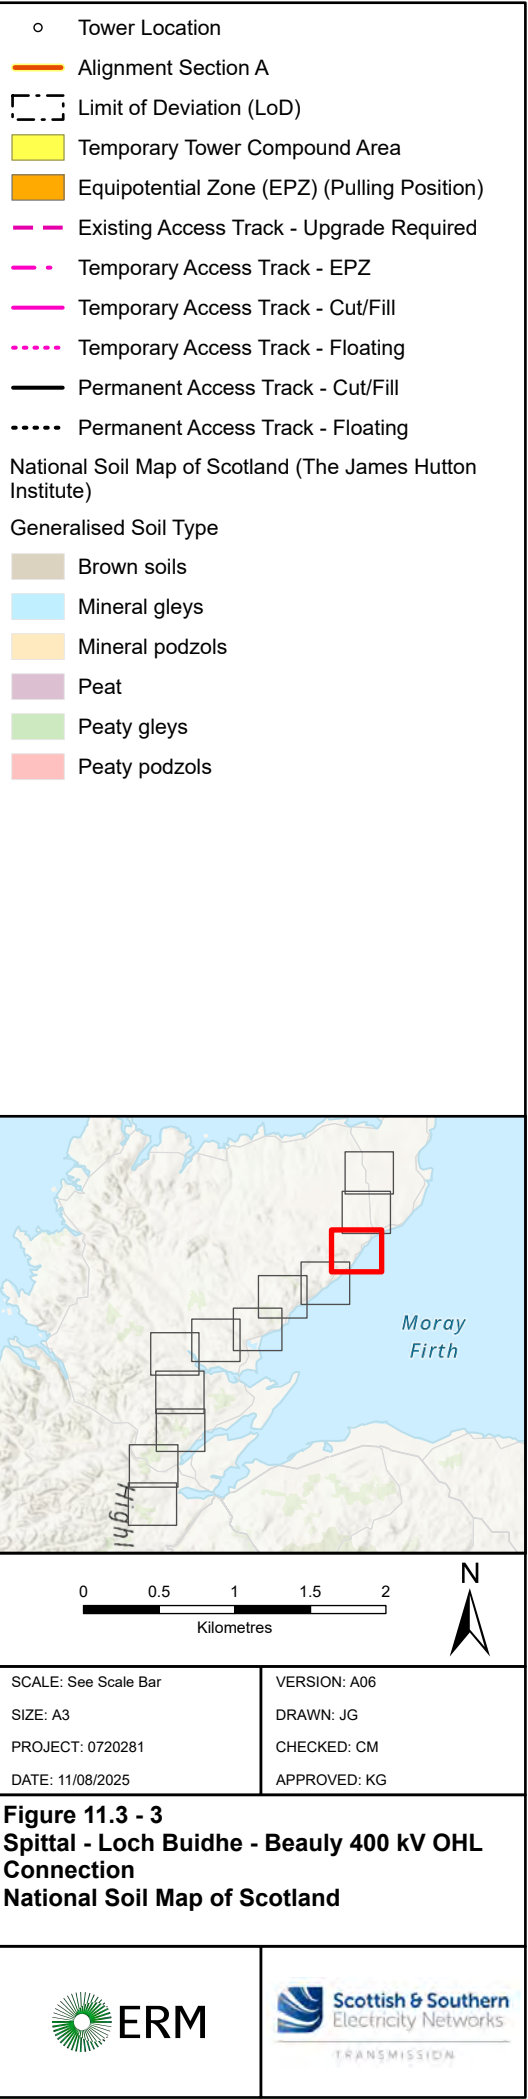 Tower Location
Alignment Section A
Limit of Deviation (LoD)
Temporary Tower Compound Area
Equipotential Zone (EPZ) (Pulling Position)
Existing Access Track - Upgrade Required
Temporary Access Track - EPZ
Temporary Access Track - Cut/Fill
Temporary Access Track - Floating
Permanent Access Track - Cut/Fill
Permanent Access Track - Floating
National Soil Map of Scotland (The James Hutton
Institute)
Generalised Soil Type
Brown soils
Mineral gleys
Mineral podzols
Peat
Peaty gleys
Peaty podzols
Moray
Firth
Highl
0 0.5 1 1.5 2
Kilometres
N
SCALE: See Scale Bar
SIZE: A3
PROJECT: 0720281
DATE: 11/08/2025
VERSION: A06
DRAWN: JG
CHECKED: CM
APPROVED: KG
Figure 11.3 - 3
Spittal - Loch Buidhe - Beauly 400 kV OHL
Connection
National Soil Map of Scotland
ERM
Scottish & Southern
Electricity Networks
TRANSMISSION